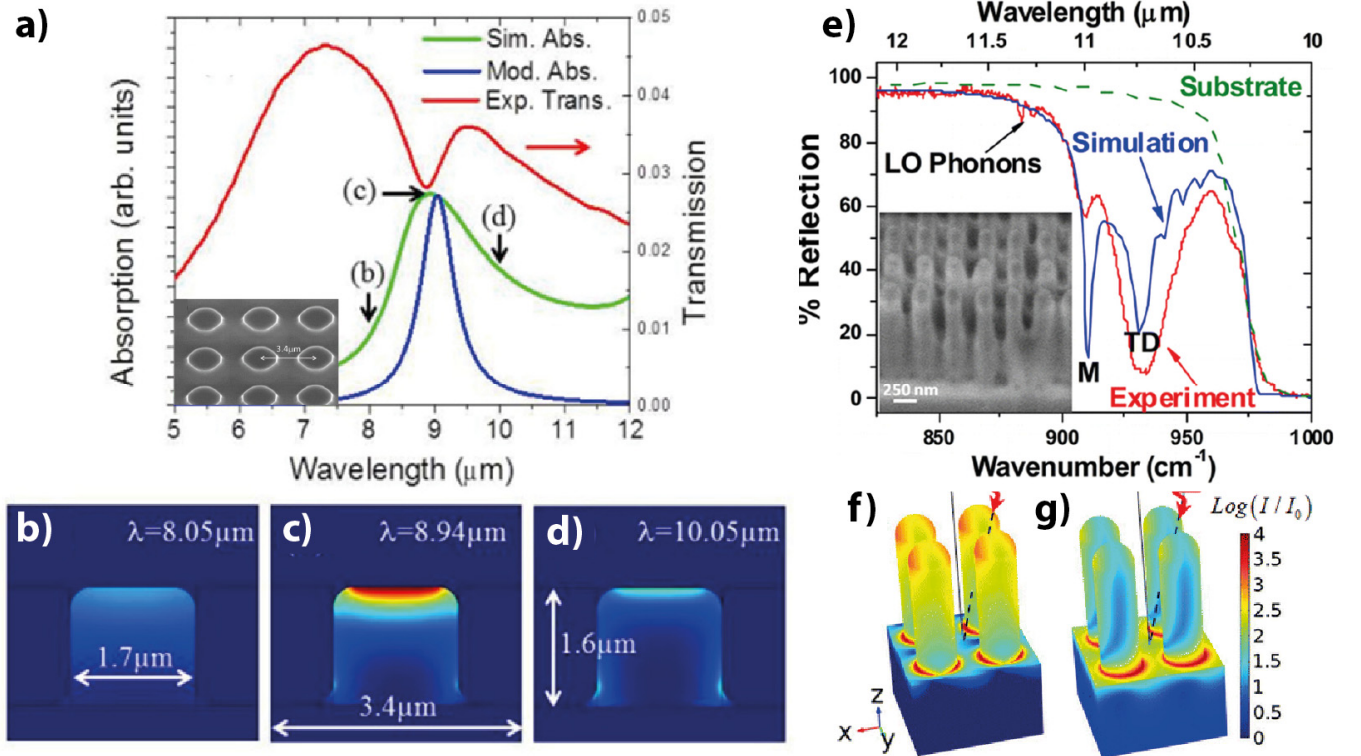 a)
Absorption (arb. units)
Sim. Abs.
Mod. Abs.
Exp. Trans.
(b)
(c)
(d)
3.4μm
0.05
0.04
0.03
0.02
0.01
0.00
Transmission
5 6 7 8 9 10 11 12
Wavelength (μm)
b)
λ=8.05μm
1.7μm
c)
λ=8.94μm
3.4μm
d)
λ=10.05μm
1.6μm
e)
Wavelength (μm)
12 11.5 11 10.5 10
% Reflection
100
80
60
40
20
0
Substrate
Simulation
LO Phonons
M
TD
Experiment
250 nm
850 900 950 1000
Wavenumber (cm⁻¹)
f)
z
x
y
g)
Log(I / I₀)
4
3.5
3
2.5
2
1.5
1
0.5
0